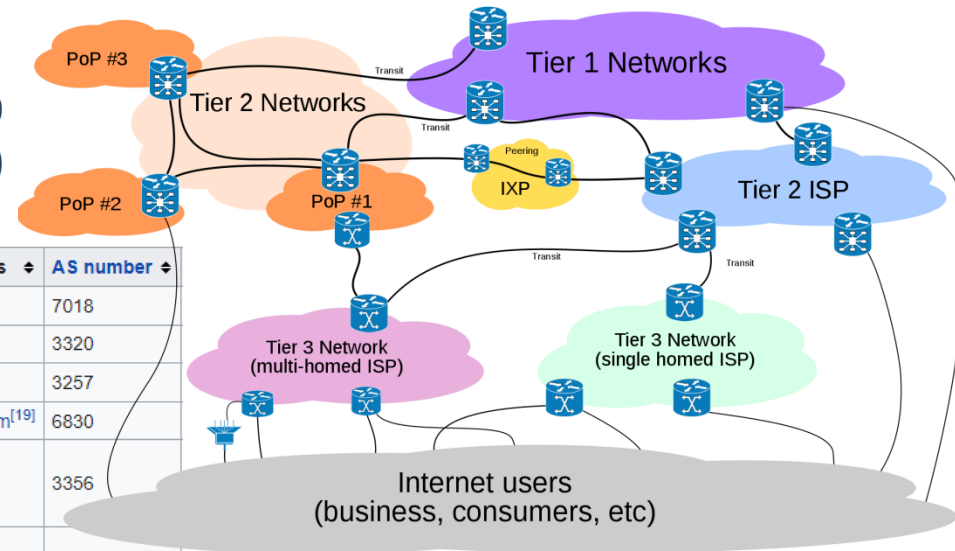 PoP #3
Transit
Tier 1 Networks
Tier 2 Networks
Transit
Peering
IXP
PoP #2
PoP #1
Tier 2 ISP
AS number
7018
3320
3257
[19]
6830
3356
Transit
Transit
Tier 3 Network
(multi-homed ISP)
Tier 3 Network
(single homed ISP)
Internet users
(business, consumers, etc)